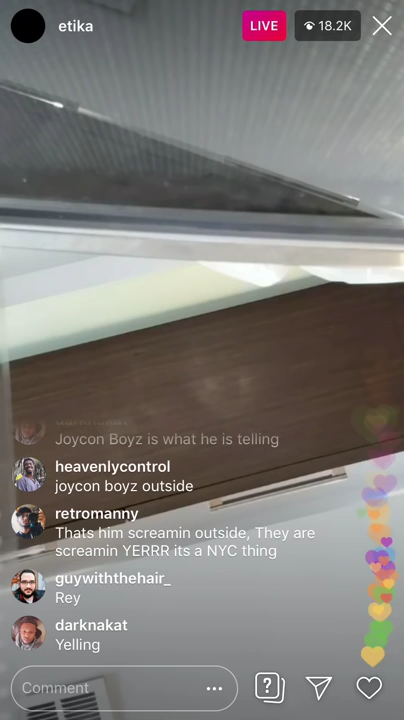 etika
LIVE
18.2K
Joycon Boyz is what he is telling
heavenlycontrol
joycon boyz outside
retromanny
Thats him screamin outside, They are
screamin YERRR its a NYC thing
guywiththehair_
Rey
darknakat
Yelling
Comment